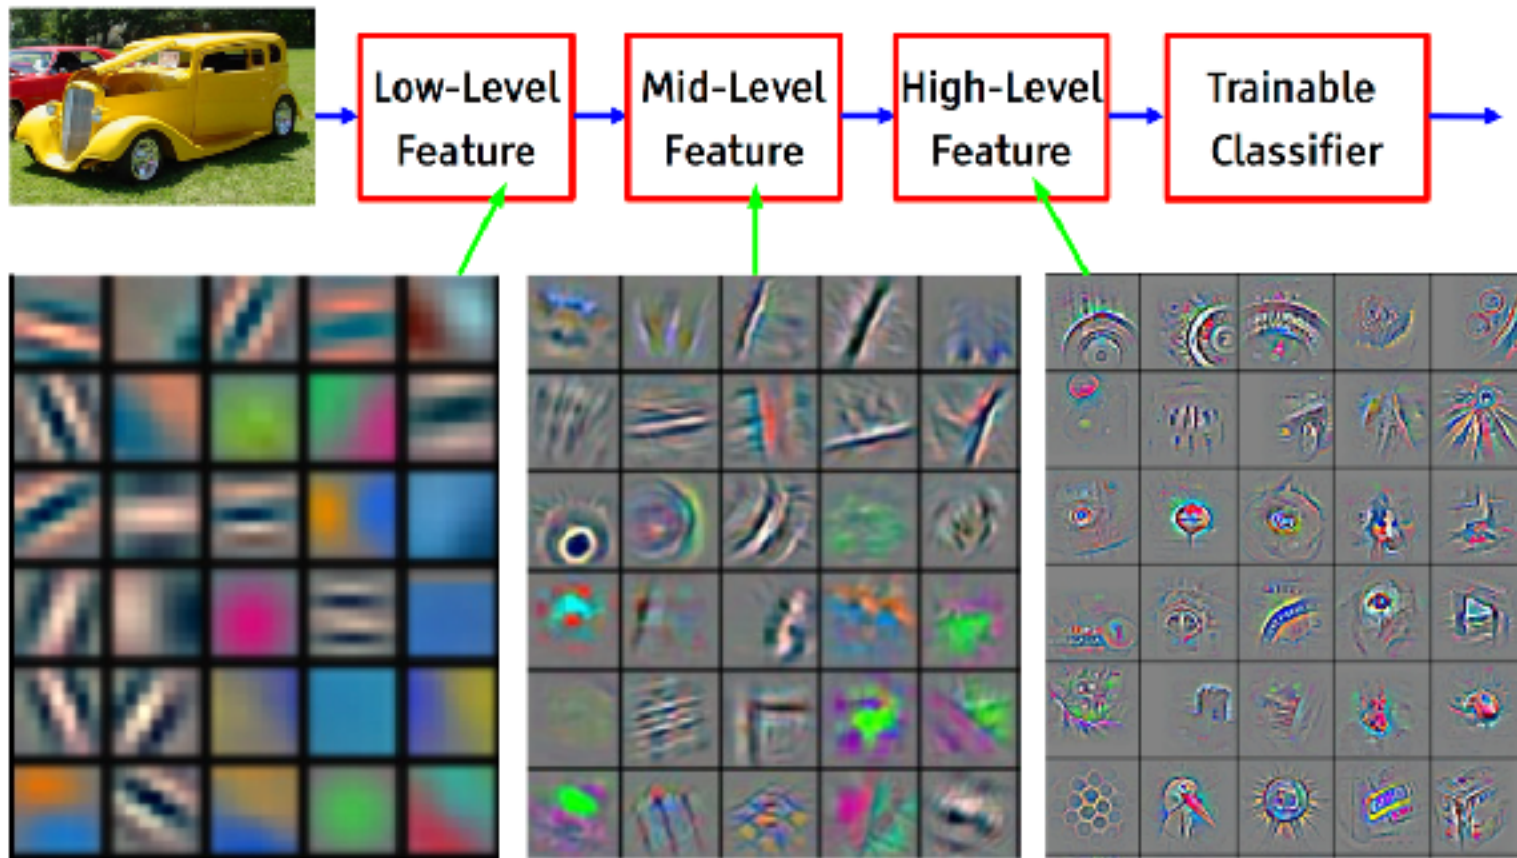 Low-Level
Feature
Mid-Level
Feature
High-Level
Feature
Trainable
Classifier